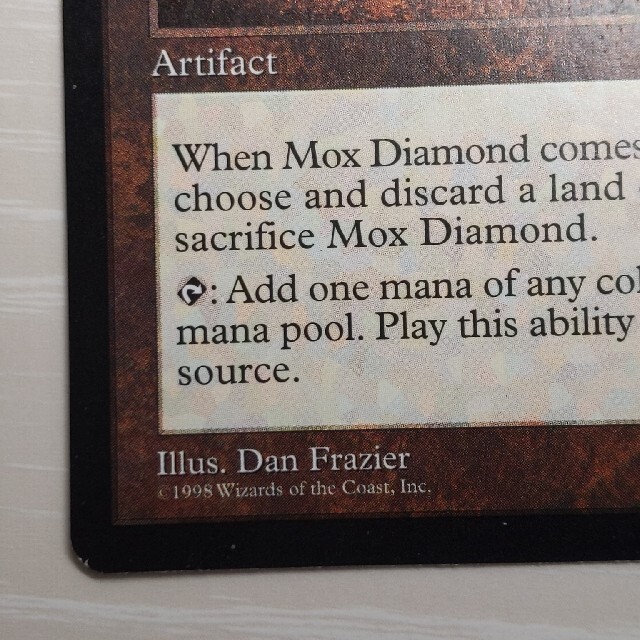 Artifact
When Mox Diamond comes
choose and discard a land
sacrifice Mox Diamond.
: Add one mana of any col
mana pool. Play this ability
source.
Illus. Dan Frazier
© 1998 Wizards of the Coast, Inc.